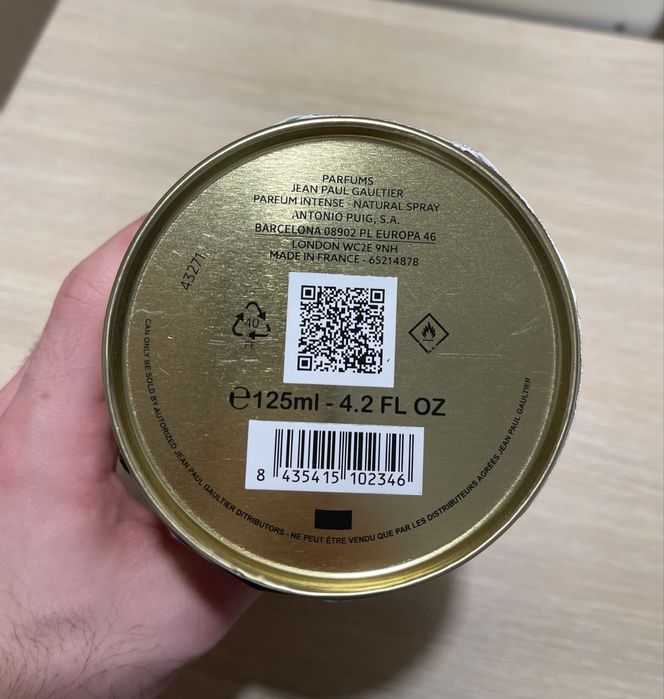 PARFUMS
JEAN PAUL GAULTIER
PARFUM INTENSE - NATURAL SPRAY
ANTONIO PUIG, S.A.
BARCELONA 08902 PL EUROPA 46
LONDON WC2E 9NH
MADE IN FRANCE - 65214878
43271
40
FE
℮125ml - 4.2 FL OZ
8 435415 102346
CAN ONLY BE SOLD BY AUTORIZED JEAN PAUL GAULTIER DITRIBUTORS - NE PEUT ÊTRE VENDU QUE PAR LES DISTRIBUTEURS AGRÉÉS JEAN PAUL GAULTIER